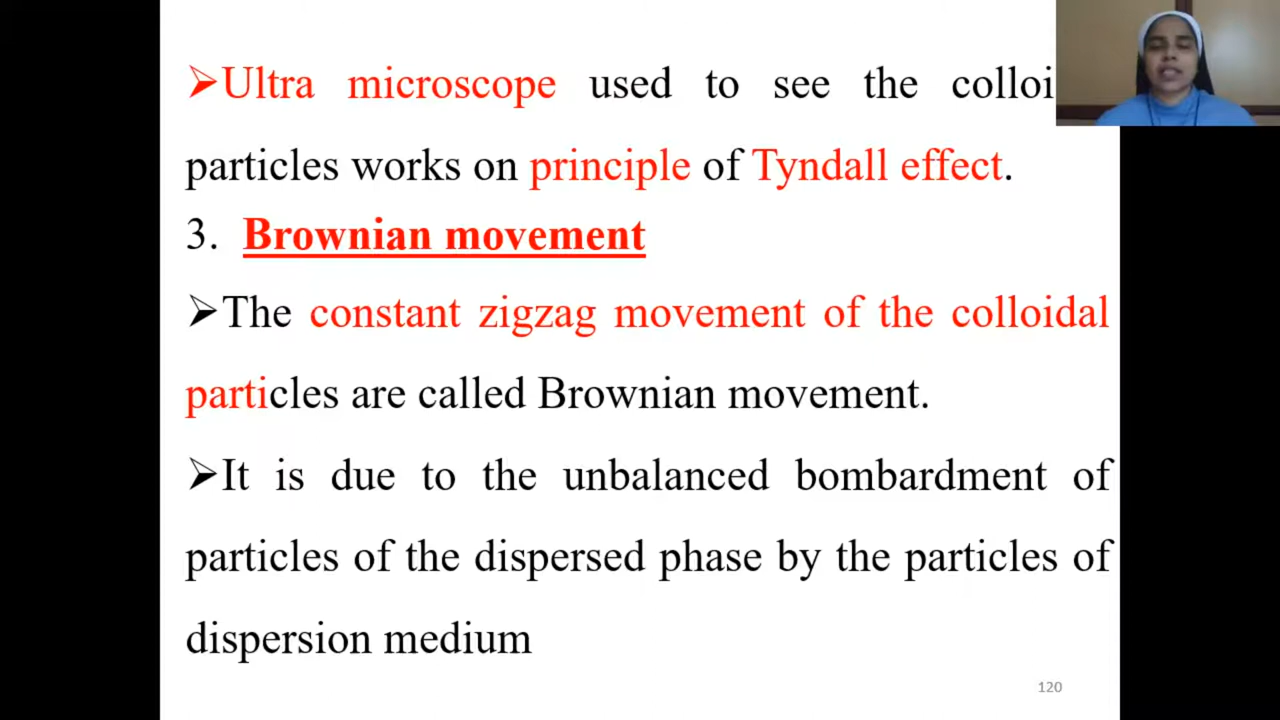 ➢Ultra microscope used to see the
particles works on principle of Tyndall effect.
3. Brownian movement
➢The constant zigzag movement of the colloidal
particles are called Brownian movement.
➢It is due to the unbalanced bombardment of
particles of the dispersed phase by the particles of
dispersion medium
120